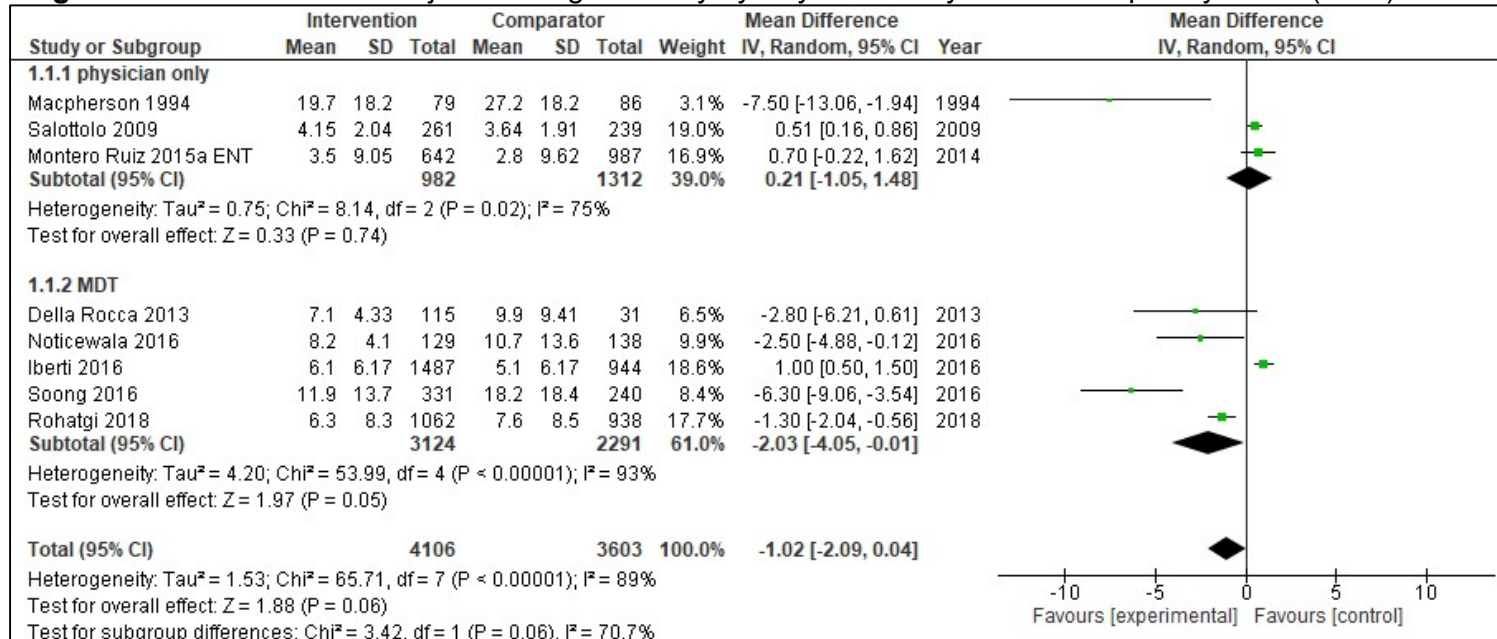 Intervention Comparator Mean Difference Mean Difference
Study or Subgroup Mean SD Total Mean SD Total Weight IV, Random, 95% CI Year IV, Random, 95% CI
1.1.1 physician only
Macpherson 1994 19.7 18.2 79 27.2 18.2 86 3.1% -7.50 [-13.06, -1.94] 1994
Salottolo 2009 4.15 2.04 261 3.64 1.91 239 19.0% 0.51 [0.16, 0.86] 2009
Montero Ruiz 2015a ENT 3.5 9.05 642 2.8 9.62 987 16.9% 0.70 [-0.22, 1.62] 2014
Subtotal (95% CI) 982 1312 39.0% 0.21 [-1.05, 1.48]
Heterogeneity: Tau² = 0.75; Chi² = 8.14, df = 2 (P = 0.02); I² = 75%
Test for overall effect: Z = 0.33 (P = 0.74)
1.1.2 MDT
Della Rocca 2013 7.1 4.33 115 9.9 9.41 31 6.5% -2.80 [-6.21, 0.61] 2013
Noticewala 2016 8.2 4.1 129 10.7 13.6 138 9.9% -2.50 [-4.88, -0.12] 2016
Iberti 2016 6.1 6.17 1487 5.1 6.17 944 18.6% 1.00 [0.50, 1.50] 2016
Soong 2016 11.9 13.7 331 18.2 18.4 240 8.4% -6.30 [-9.06, -3.54] 2016
Rohatgi 2018 6.3 8.3 1062 7.6 8.5 938 17.7% -1.30 [-2.04, -0.56] 2018
Subtotal (95% CI) 3124 2291 61.0% -2.03 [-4.05, -0.01]
Heterogeneity: Tau² = 4.20; Chi² = 53.99, df = 4 (P < 0.00001); I² = 93%
Test for overall effect: Z = 1.97 (P = 0.05)
Total (95% CI) 4106 3603 100.0% -1.02 [-2.09, 0.04]
Heterogeneity: Tau² = 1.53; Chi² = 65.71, df = 7 (P < 0.00001); I² = 89%
Test for overall effect: Z = 1.88 (P = 0.06)
Test for subgroup differences: Chi² = 3.42, df = 1 (P = 0.06), I² = 70.7%
-10 -5 0 5 10
Favours [experimental] Favours [control]